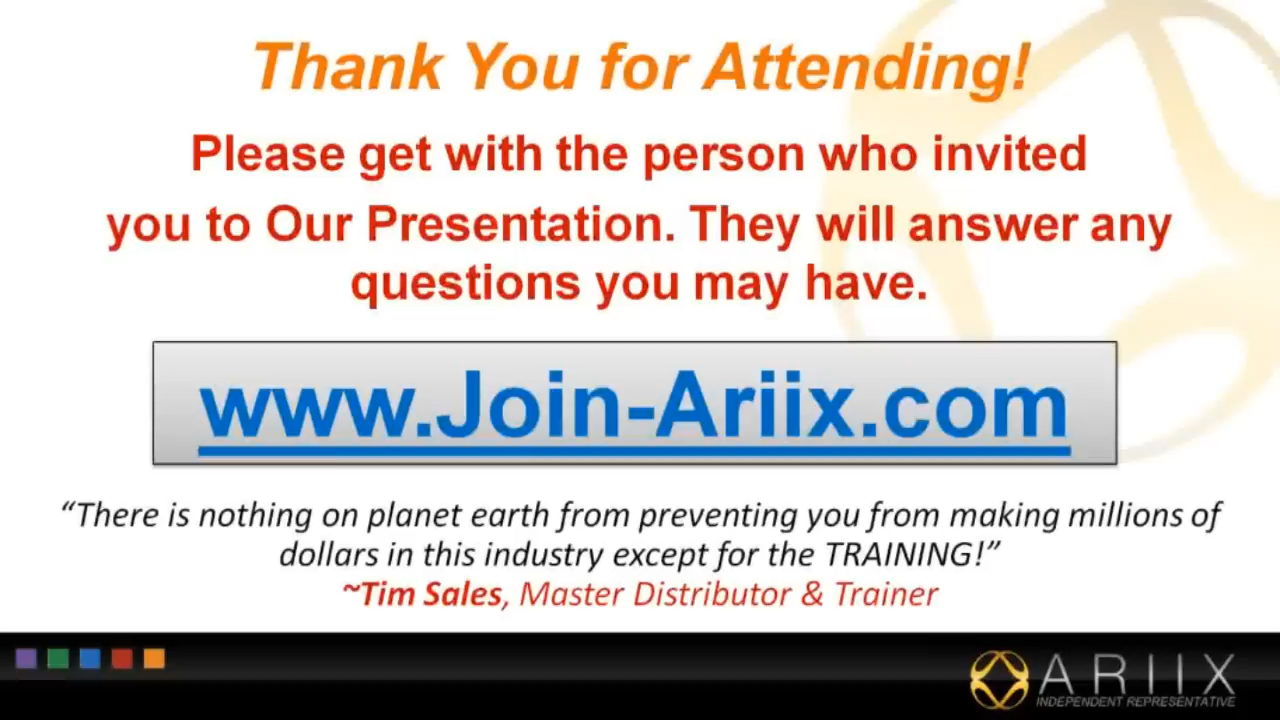 Thank You for Attending!
Please get with the person who invited
you to Our Presentation. They will answer any
questions you may have.
www.Join-Ariix.com
“There is nothing on planet earth from preventing you from making millions of
dollars in this industry except for the TRAINING!”
~Tim Sales, Master Distributor & Trainer
ARIIX
INDEPENDENT REPRESENTATIVE